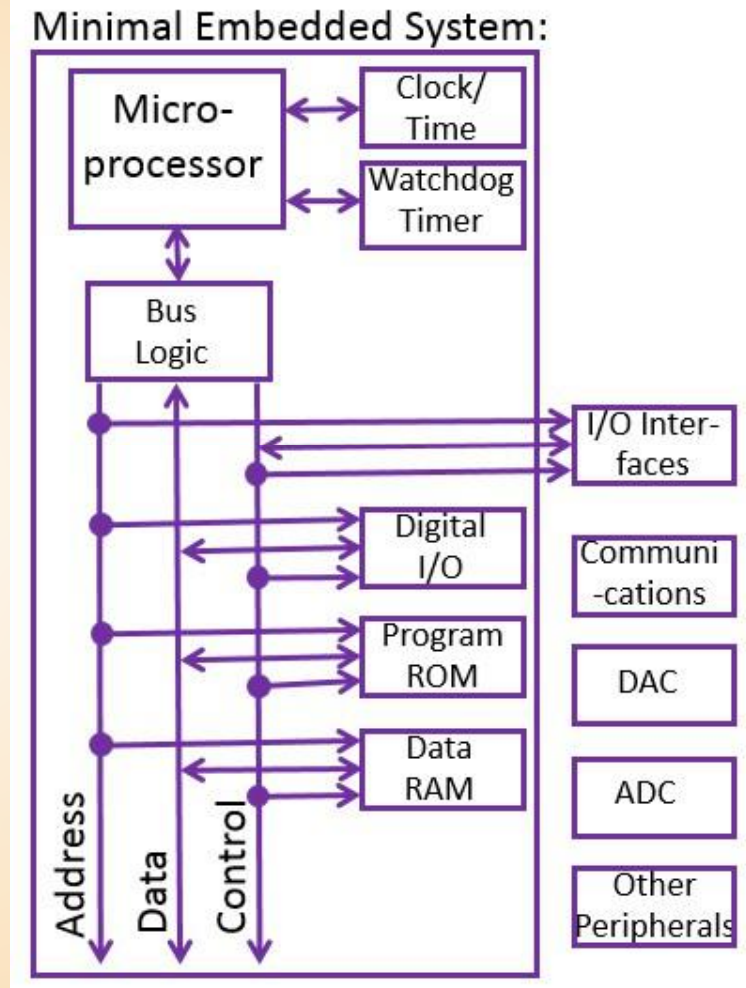 Minimal Embedded System:
Micro-
processor
Clock/
Time
Watchdog
Timer
Bus
Logic
I/O Inter-
faces
Digital
I/O
Communi
-cations
Program
ROM
DAC
Data
RAM
ADC
Address
Data
Control
Other
Peripherals